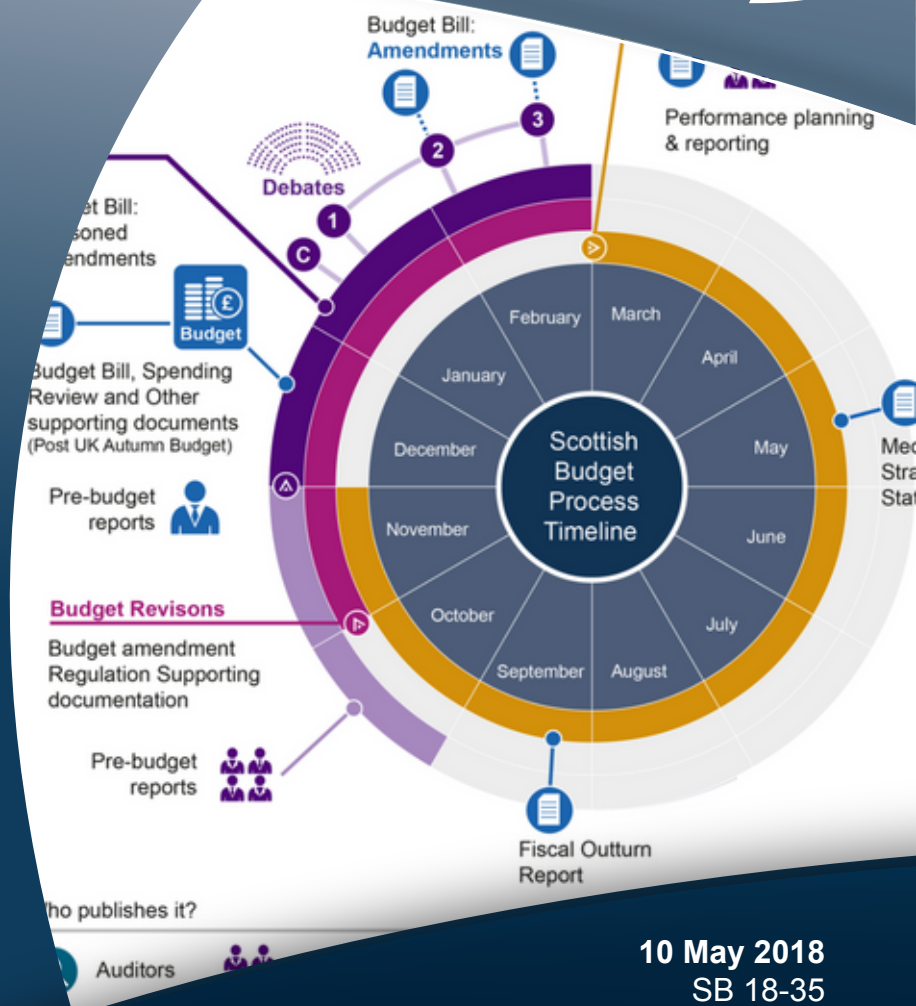 Budget Bill:
Amendments
3
2
1
C
Debates
Performance planning
& reporting
et Bill:
soned
endments
£
Budget
Budget Bill, Spending
Review and Other
supporting documents
(Post UK Autumn Budget)
Pre-budget
reports
Budget Revisons
Budget amendment
Regulation Supporting
documentation
Pre-budget
reports
February
March
January
April
December
May
November
June
October
July
September
August
Scottish
Budget
Process
Timeline
Med
Stra
Stat
Fiscal Outturn
Report
ho publishes it?
Auditors
10 May 2018
SB 18-35